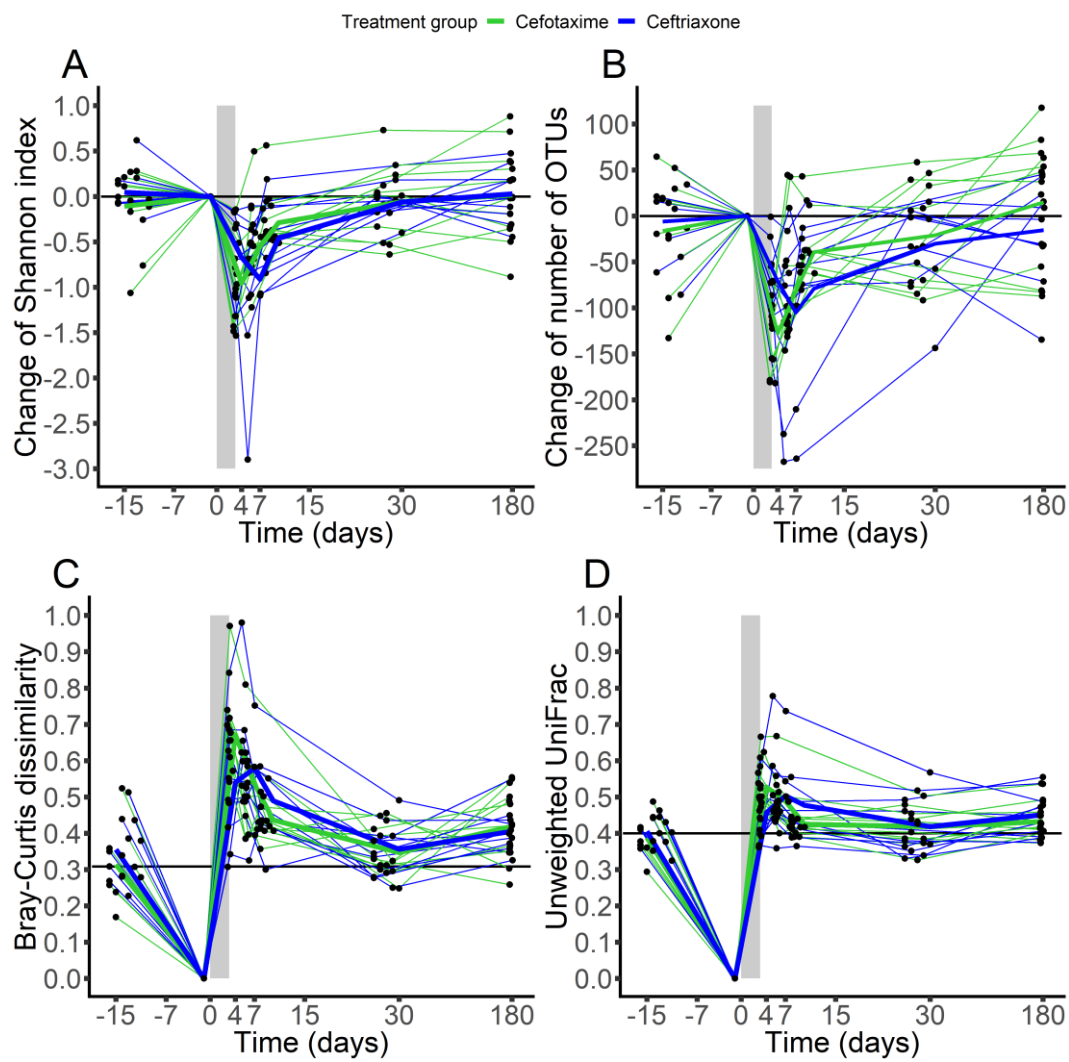 Treatment group Cefotaxime Ceftriaxone
A
Change of Shannon index
1.0
0.5
0.0
-0.5
-1.0
-1.5
-2.0
-2.5
-3.0
-15 -7 0 4 7 15 30 180
Time (days)
B
Change of number of OTUs
100
50
0
-50
-100
-150
-200
-250
-15 -7 0 4 7 15 30 180
Time (days)
C
Bray-Curtis dissimilarity
1.0
0.9
0.8
0.7
0.6
0.5
0.4
0.3
0.2
0.1
0.0
-15 -7 0 4 7 30 180
Time (days)
D
Unweighted UniFrac
1.0
0.9
0.8
0.7
0.6
0.5
0.4
0.3
0.2
0.1
0.0
-15 -7 0 4 7 30 180
Time (days)